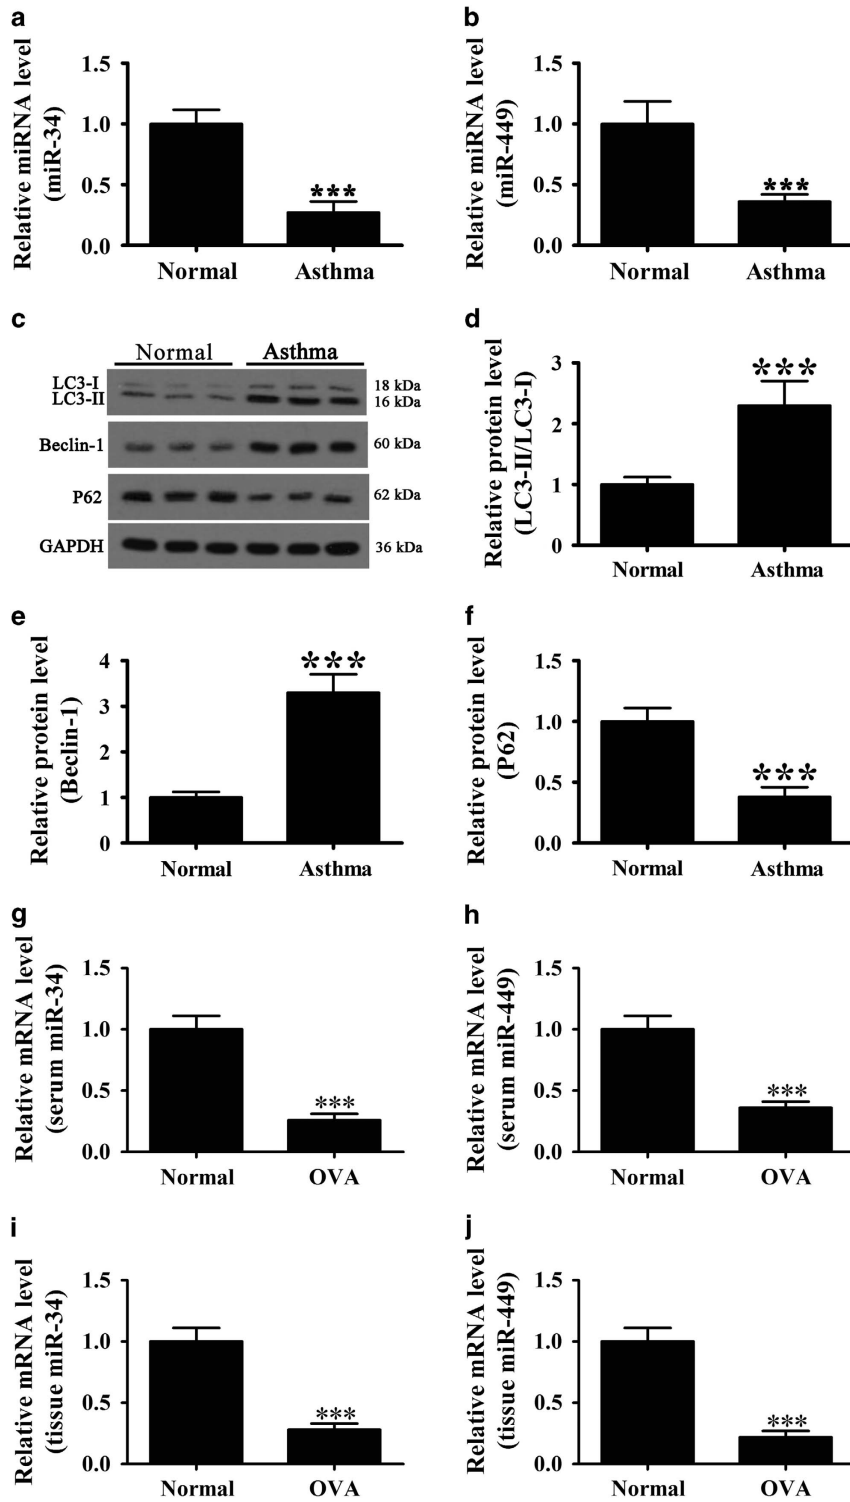 a
Relative miRNA level
(miR-34)
1.5
1.0
0.5
0.0
***
Normal Asthma
b
Relative miRNA level
(miR-449)
1.5
1.0
0.5
0.0
***
Normal Asthma
c
Normal Asthma
LC3-I 18 kDa
LC3-II 16 kDa
Beclin-1 60 kDa
P62 62 kDa
GAPDH 36 kDa
d
Relative protein level
(LC3-II/LC3-I)
3
2
1
0
***
Normal Asthma
e
Relative protein level
(Beclin-1)
4
3
2
1
0
***
Normal Asthma
f
Relative protein level
(P62)
1.5
1.0
0.5
0.0
***
Normal Asthma
g
Relative mRNA level
(serum miR-34)
1.5
1.0
0.5
0.0
***
Normal OVA
h
Relative mRNA level
(serum miR-449)
1.5
1.0
0.5
0.0
***
Normal OVA
i
Relative mRNA level
(tissue miR-34)
1.5
1.0
0.5
0.0
***
Normal OVA
j
Relative mRNA level
(tissue miR-449)
1.5
1.0
0.5
0.0
***
Normal OVA